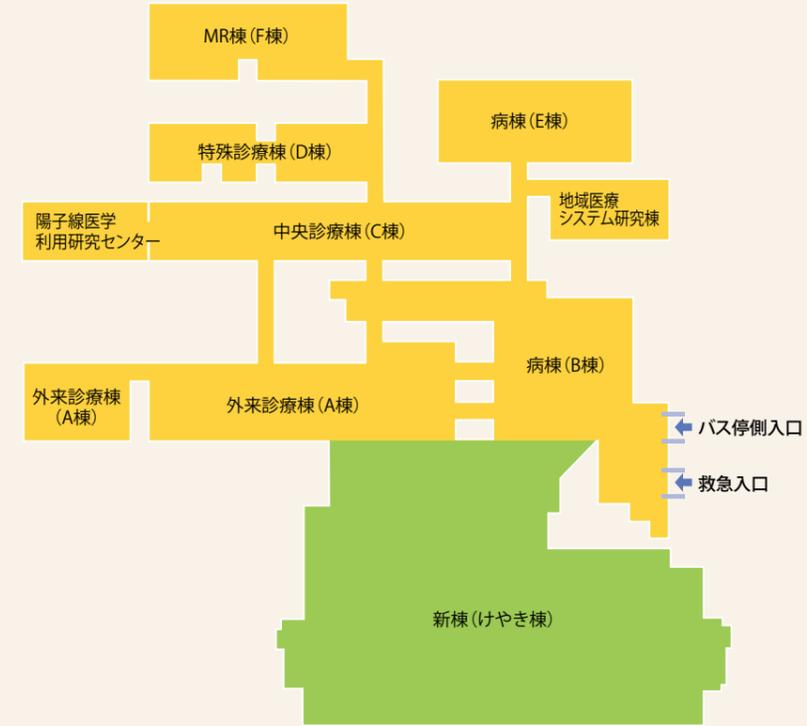 MR棟（F棟）
病棟（E棟）
特殊診療棟（D棟）
地域医療
システム研究棟
陽子線医学
利用研究センター
中央診療棟（C棟）
病棟（B棟）
外来診療棟
（A棟）
外来診療棟（A棟）
バス停側入口
救急入口
新棟（けやき棟）